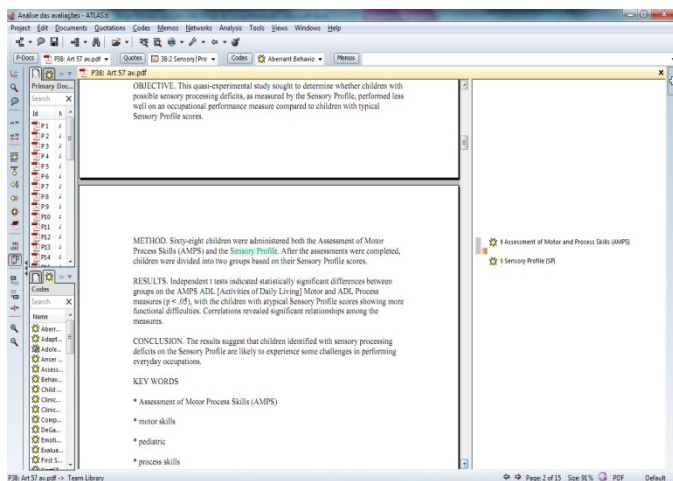 Análise das avaliações - ATLAS.ti
Project Edit Documents Quotations Codes Memos Networks Analysis Tools Views Windows Help
P-Docs P38: Art 57 av.pdf Quotes 38:2 Sensory|Pro Codes Aberrant Behavio Memos
P38: Art 57 av.pdf
Primary Doc...
Search X
Id
P1
P2
P3
P4
P5
P6
P7
P8
P9
P10
P11
P12
P13
P14
Codes
Search X
Name
Aberr...
Adapt...
Adole...
Anser ...
Assess...
Behav...
Child ...
Clinic...
Clinic...
Comp...
DeGa...
Emoti...
Evalua...
First S...
OBJECTIVE. This quasi-experimental study sought to determine whether children with
possible sensory processing deficits, as measured by the Sensory Profile, performed less
well on an occupational performance measure compared to children with typical
Sensory Profile scores.
METHOD. Sixty-eight children were administered both the Assessment of Motor
Process Skills (AMPS) and the Sensory Profile. After the assessments were completed,
children were divided into two groups based on their Sensory Profile scores.
RESULTS. Independent t tests indicated statistically significant differences between
groups on the AMPS ADL [Activities of Daily Living] Motor and ADL Process
measures (p < .05), with the children with atypical Sensory Profile scores showing more
functional difficulties. Correlations revealed significant relationships among the
measures.
CONCLUSION. The results suggest that children identified with sensory processing
deficits on the Sensory Profile are likely to experience some challenges in performing
everyday occupations.
KEY WORDS
* Assessment of Motor Process Skills (AMPS)
* motor skills
* pediatric
* process skills
Assessment of Motor and Process Skills (AMPS)
Sensory Profile (SP)
P38: Art 57 av.pdf -> Team Library
Page: 2 of 15 Size: 91% PDF Default